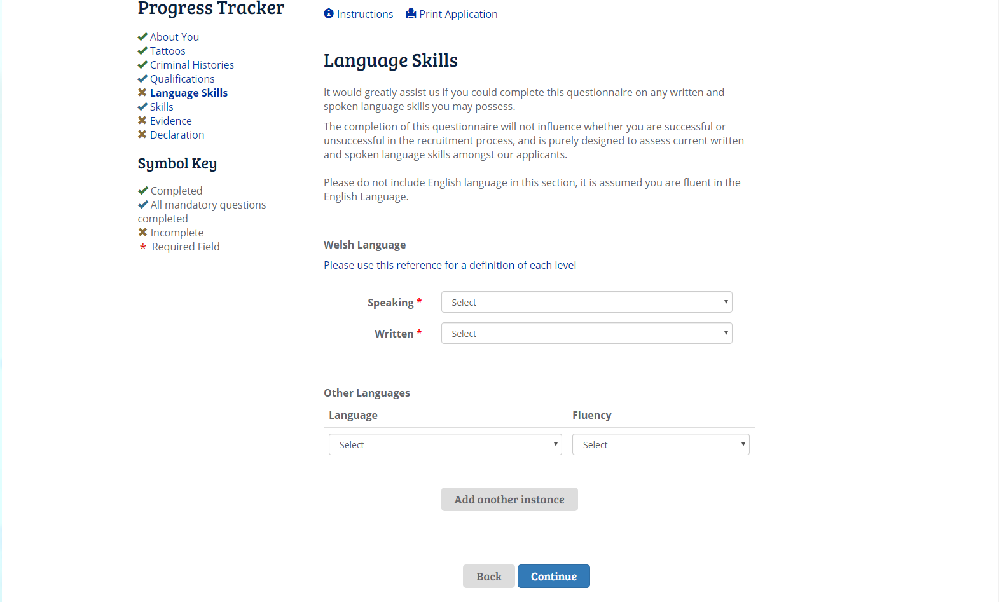 Progress Tracker
About You
Tattoos
Criminal Histories
Qualifications
Language Skills
Skills
Evidence
Declaration
Symbol Key
Completed
All mandatory questions
completed
Incomplete
* Required Field
Instructions Print Application
Language Skills
It would greatly assist us if you could complete this questionnaire on any written and
spoken language skills you may possess.
The completion of this questionnaire will not influence whether you are successful or
unsuccessful in the recruitment process, and is purely designed to assess current written
and spoken language skills amongst our applicants.
Please do not include English language in this section, it is assumed you are fluent in the
English Language.
Welsh Language
Please use this reference for a definition of each level
Speaking * Select
Written * Select
Other Languages
Language Fluency
Select Select
Add another instance
Back Continue